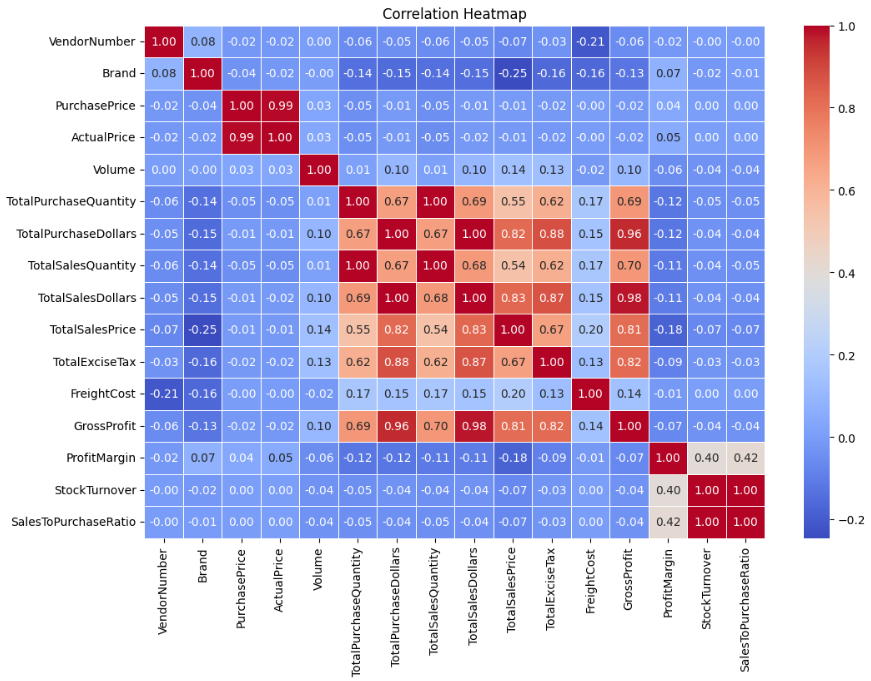 Correlation Heatmap
VendorNumber 1.00 0.08 -0.02 -0.02 0.00 -0.06 -0.05 -0.06 -0.05 -0.07 -0.03 -0.21 -0.06 -0.02 -0.00 -0.00
Brand 0.08 1.00 -0.04 -0.02 -0.00 -0.14 -0.15 -0.14 -0.15 -0.25 -0.16 -0.16 -0.13 0.07 -0.02 -0.01
PurchasePrice -0.02 -0.04 1.00 0.99 0.03 -0.05 -0.01 -0.05 -0.01 -0.01 -0.02 -0.00 -0.02 0.04 0.00 0.00
ActualPrice -0.02 -0.02 0.99 1.00 0.03 -0.05 -0.01 -0.05 -0.02 -0.01 -0.02 -0.00 -0.02 0.05 0.00 0.00
Volume 0.00 -0.00 0.03 0.03 1.00 0.01 0.10 0.01 0.10 0.14 0.13 -0.02 0.10 -0.06 -0.04 -0.04
TotalPurchaseQuantity -0.06 -0.14 -0.05 -0.05 0.01 1.00 0.67 1.00 0.69 0.55 0.62 0.17 0.69 -0.12 -0.05 -0.05
TotalPurchaseDollars -0.05 -0.15 -0.01 -0.01 0.10 0.67 1.00 0.67 1.00 0.82 0.88 0.15 0.96 -0.12 -0.04 -0.04
TotalSalesQuantity -0.06 -0.14 -0.05 -0.05 0.01 1.00 0.67 1.00 0.68 0.54 0.62 0.17 0.70 -0.11 -0.04 -0.05
TotalSalesDollars -0.05 -0.15 -0.01 -0.02 0.10 0.69 1.00 0.68 1.00 0.83 0.87 0.15 0.98 -0.11 -0.04 -0.04
TotalSalesPrice -0.07 -0.25 -0.01 -0.01 0.14 0.55 0.82 0.54 0.83 1.00 0.67 0.20 0.81 -0.18 -0.07 -0.07
TotalExciseTax -0.03 -0.16 -0.02 -0.02 0.13 0.62 0.88 0.62 0.87 0.67 1.00 0.13 0.82 -0.09 -0.03 -0.03
FreightCost -0.21 -0.16 -0.00 -0.00 -0.02 0.17 0.15 0.17 0.15 0.20 0.13 1.00 0.14 -0.01 0.00 0.00
GrossProfit -0.06 -0.13 -0.02 -0.02 0.10 0.69 0.96 0.70 0.98 0.81 0.82 0.14 1.00 -0.07 -0.04 -0.04
ProfitMargin -0.02 0.07 0.04 0.05 -0.06 -0.12 -0.12 -0.11 -0.11 -0.18 -0.09 -0.01 -0.07 1.00 0.40 0.42
StockTurnover -0.00 -0.02 0.00 0.00 -0.04 -0.05 -0.04 -0.04 -0.04 -0.07 -0.03 0.00 -0.04 0.40 1.00 1.00
SalesToPurchaseRatio -0.00 -0.01 0.00 0.00 -0.04 -0.05 -0.04 -0.05 -0.04 -0.07 -0.03 0.00 -0.04 0.42 1.00 1.00
VendorNumber
Brand
PurchasePrice
ActualPrice
Volume
TotalPurchaseQuantity
TotalPurchaseDollars
TotalSalesQuantity
TotalSalesDollars
TotalSalesPrice
TotalExciseTax
FreightCost
GrossProfit
ProfitMargin
StockTurnover
SalesToPurchaseRatio
1.0
0.8
0.6
0.4
0.2
0.0
−0.2